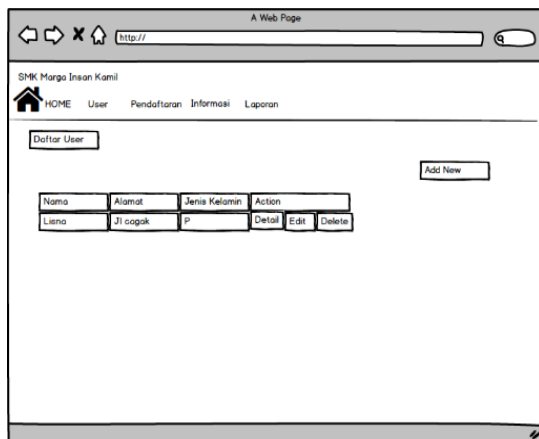 A Web Page
http://
SMK Marga Insan Kamil
HOME User Pendaftaran Informasi Laporan
Daftar User
Add New
Nama Alamat Jenis Kelamin Action
Lisna Jl cagak P Detail Edit Delete